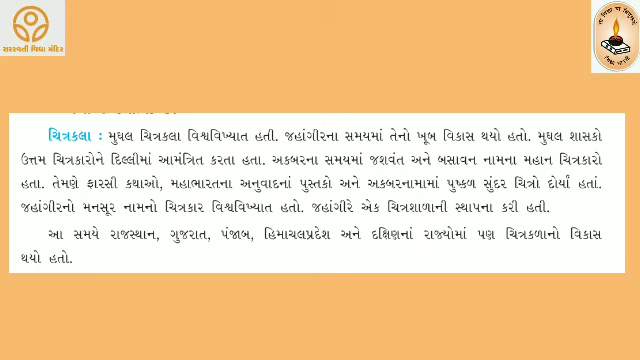 સરસ્વતી વિદ્યા મંદિર
ચિત્રકલા : મુઘલ ચિત્રકલા વિશ્વવિખ્યાત હતી. જહાંગીરના સમયમાં તેનો ખૂબ વિકાસ થયો હતો. મુઘલ શાસકો
ઉત્તમ ચિત્રકારોને દિલ્લીમાં આમંત્રિત કરતા હતા. અકબરના સમયમાં જશવંત અને બસાવન નામના મહાન ચિત્રકારો
હતા. તેમણે ફારસી કથાઓ, મહાભારતના અનુવાદનાં પુસ્તકો અને અકબરનામામાં પુષ્કળ સુંદર ચિત્રો દોર્યાં હતાં.
જહાંગીરનો મનસૂર નામનો ચિત્રકાર વિશ્વવિખ્યાત હતો. જહાંગીરે એક ચિત્રશાળાની સ્થાપના કરી હતી.
આ સમયે રાજસ્થાન, ગુજરાત, પંજાબ, હિમાચલપ્રદેશ અને દક્ષિણનાં રાજ્યોમાં પણ ચિત્રકળાનો વિકાસ
થયો હતો.